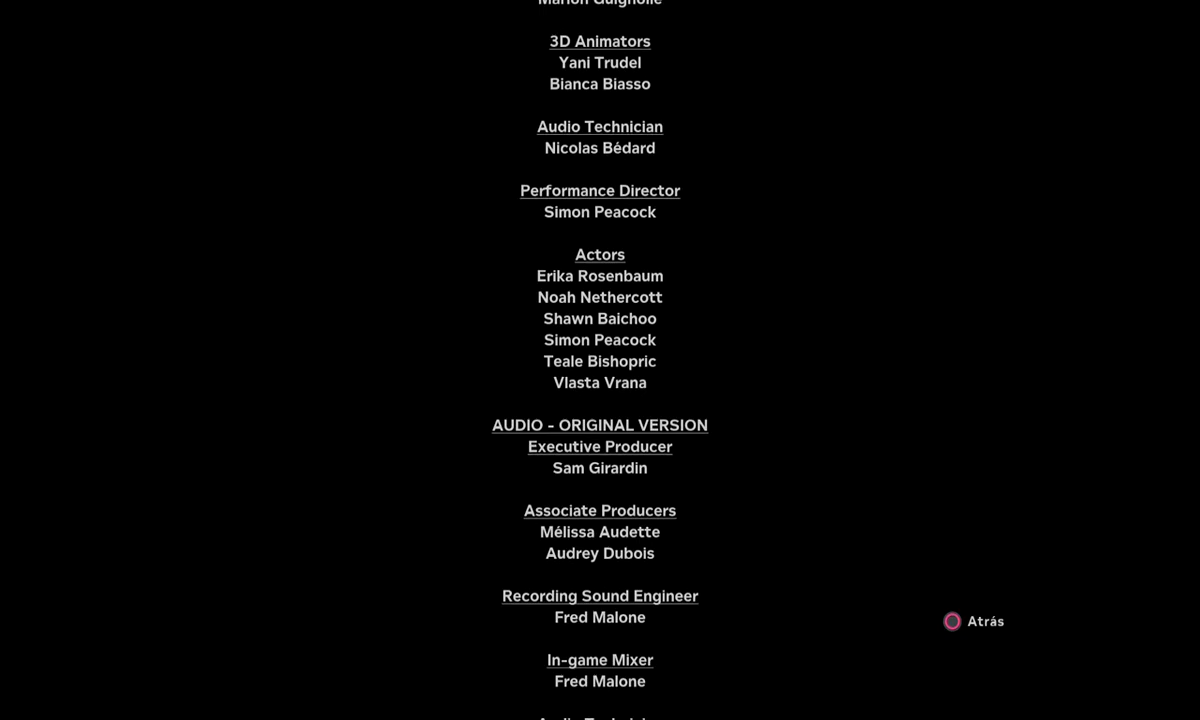 3D Animators
Yani Trudel
Bianca Biasso
Audio Technician
Nicolas Bédard
Performance Director
Simon Peacock
Actors
Erika Rosenbaum
Noah Nethercott
Shawn Baichoo
Simon Peacock
Teale Bishopric
Vlasta Vrana
AUDIO - ORIGINAL VERSION
Executive Producer
Sam Girardin
Associate Producers
Mélissa Audette
Audrey Dubois
Recording Sound Engineer
Fred Malone
Atrás
In-game Mixer
Fred Malone